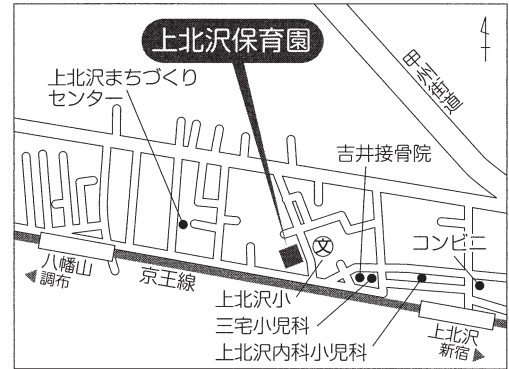 上北沢保育園
4
上北沢まちづくり
センター
甲州街道
吉井接骨院
コンビニ
文
八幡山
調布
京王線
上北沢小
三宅小児科
上北沢内科小児科
上北沢
新宿